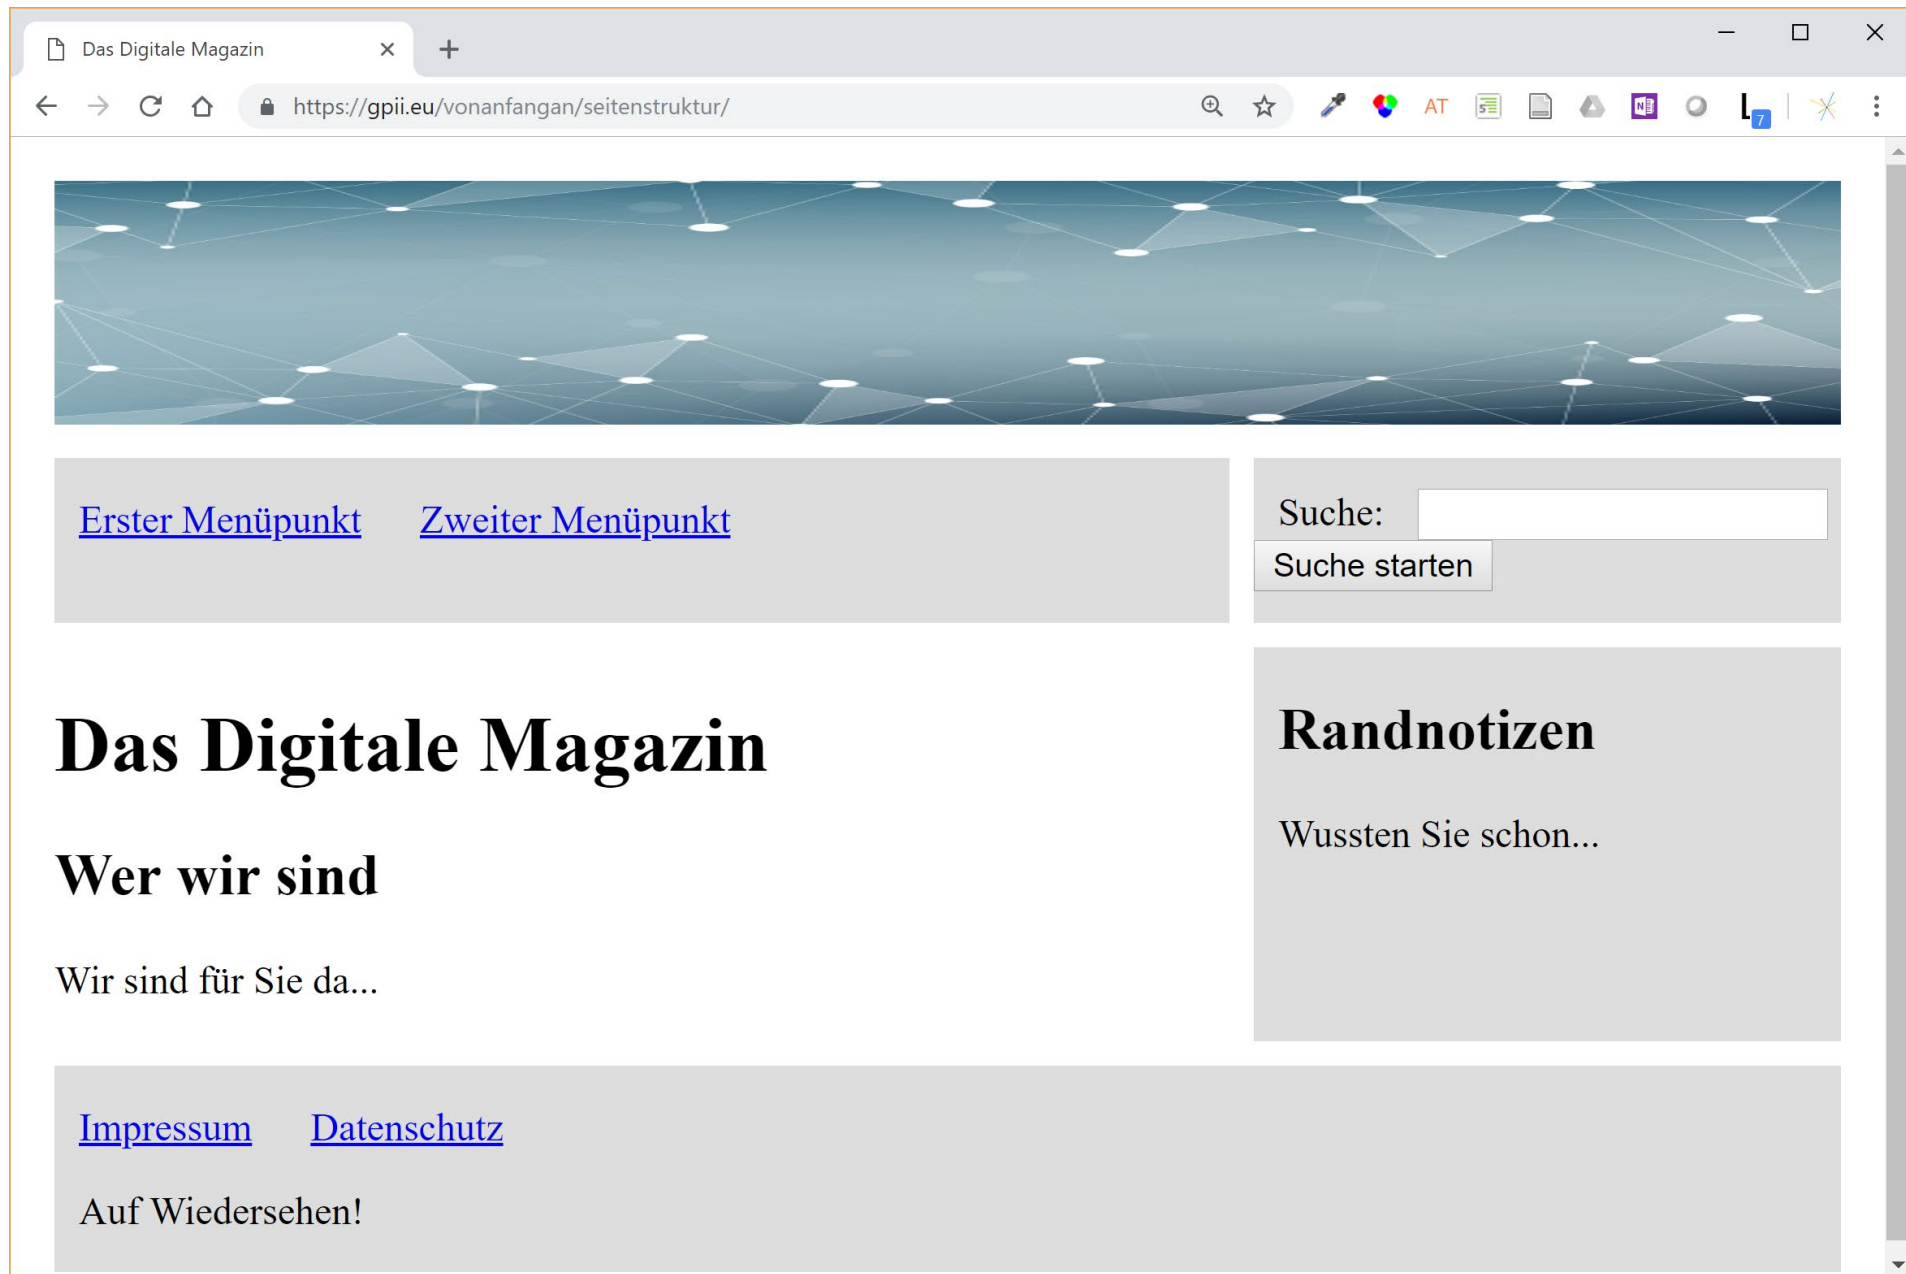 Das Digitale Magazin
https://gpii.eu/vonanfangan/seitenstruktur/
AT
7
Erster Menüpunkt Zweiter Menüpunkt
Suche:
Suche starten
Das Digitale Magazin
Wer wir sind
Wir sind für Sie da...
Randnotizen
Wussten Sie schon...
Impressum Datenschutz
Auf Wiedersehen!